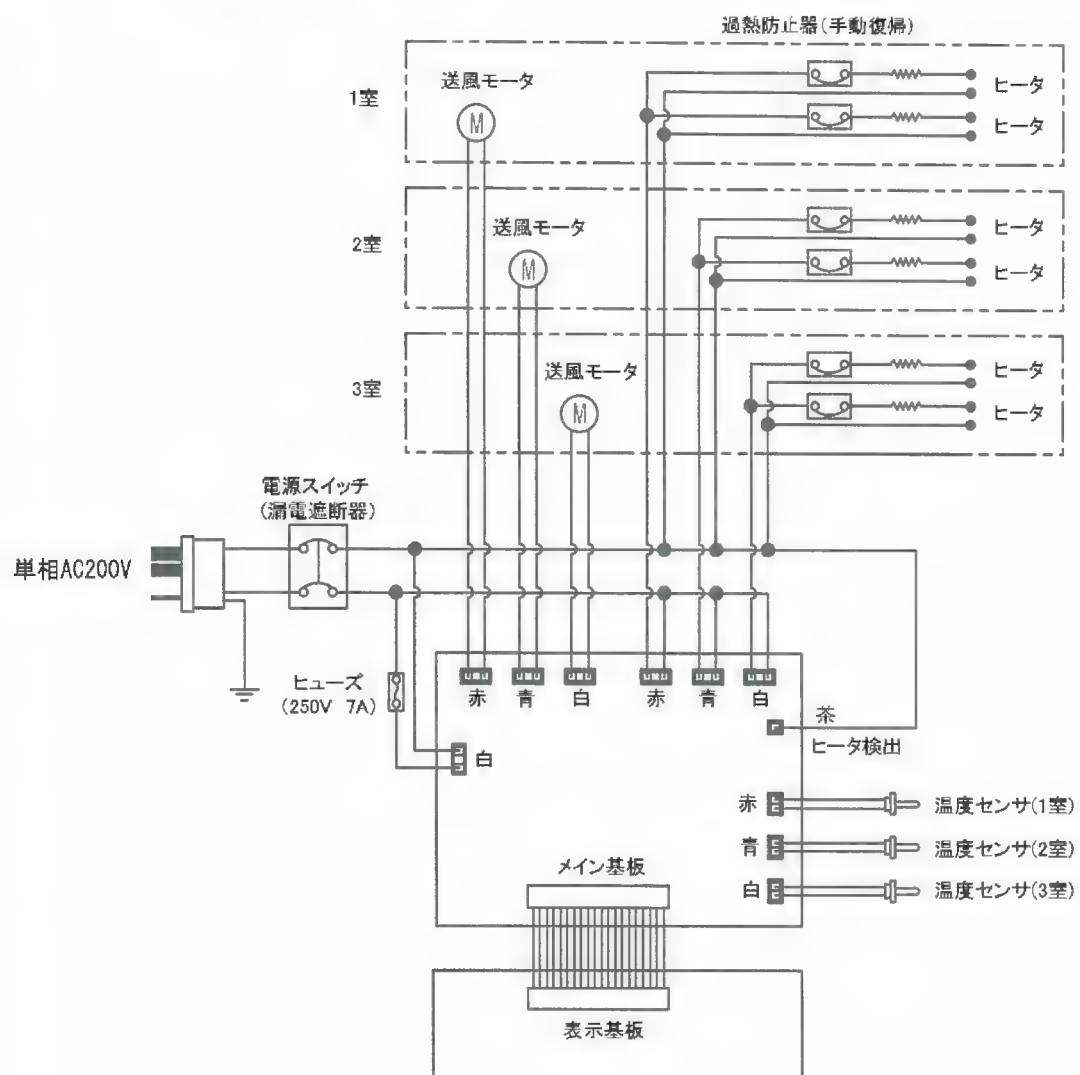 過熱防止器(手動復帰)
1室
送風モータ
M
ヒータ
ヒータ
2室
送風モータ
M
ヒータ
ヒータ
3室
送風モータ
M
ヒータ
ヒータ
電源スイッチ
(漏電遮断器)
単相AC200V
ヒューズ
(250V 7A)
赤
青
白
赤
青
白
茶
ヒータ検出
白
赤
温度センサ(1室)
青
温度センサ(2室)
白
温度センサ(3室)
メイン基板
表示基板